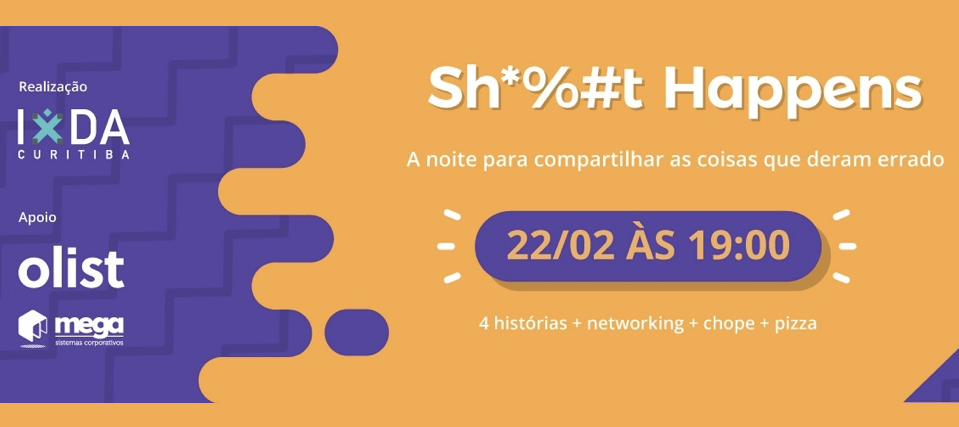 Realização
IXDA
CURITIBA
Apoio
olist
mega
sistemas corporativos
Sh*%#t Happens
A noite para compartilhar as coisas que deram errado
22/02 ÀS 19:00
4 histórias + networking + chope + pizza